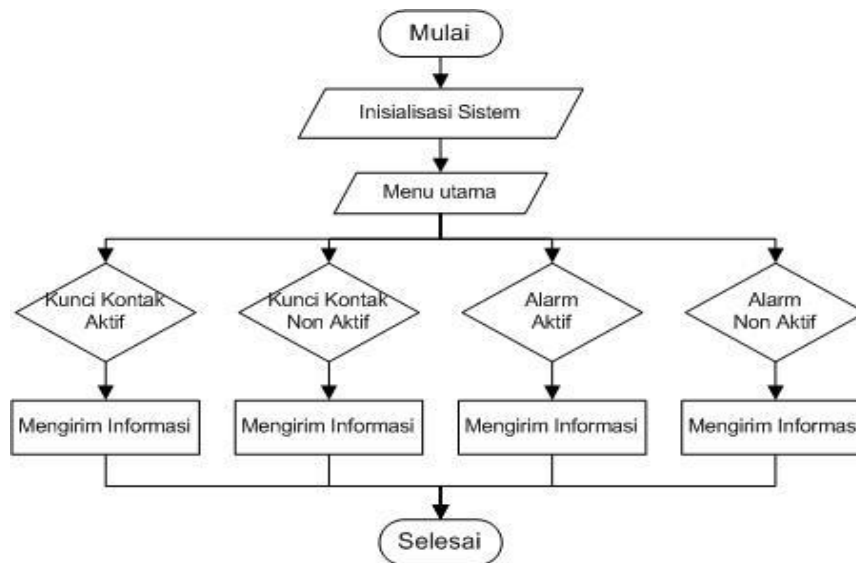 Mulai
Inisialisasi Sistem
Menu utama
Kunci Kontak
Aktif
Kunci Kontak
Non Aktif
Alarm
Aktif
Alarm
Non Aktif
Mengirim Informasi
Mengirim Informasi
Mengirim Informasi
Mengirim Informasi
Selesai